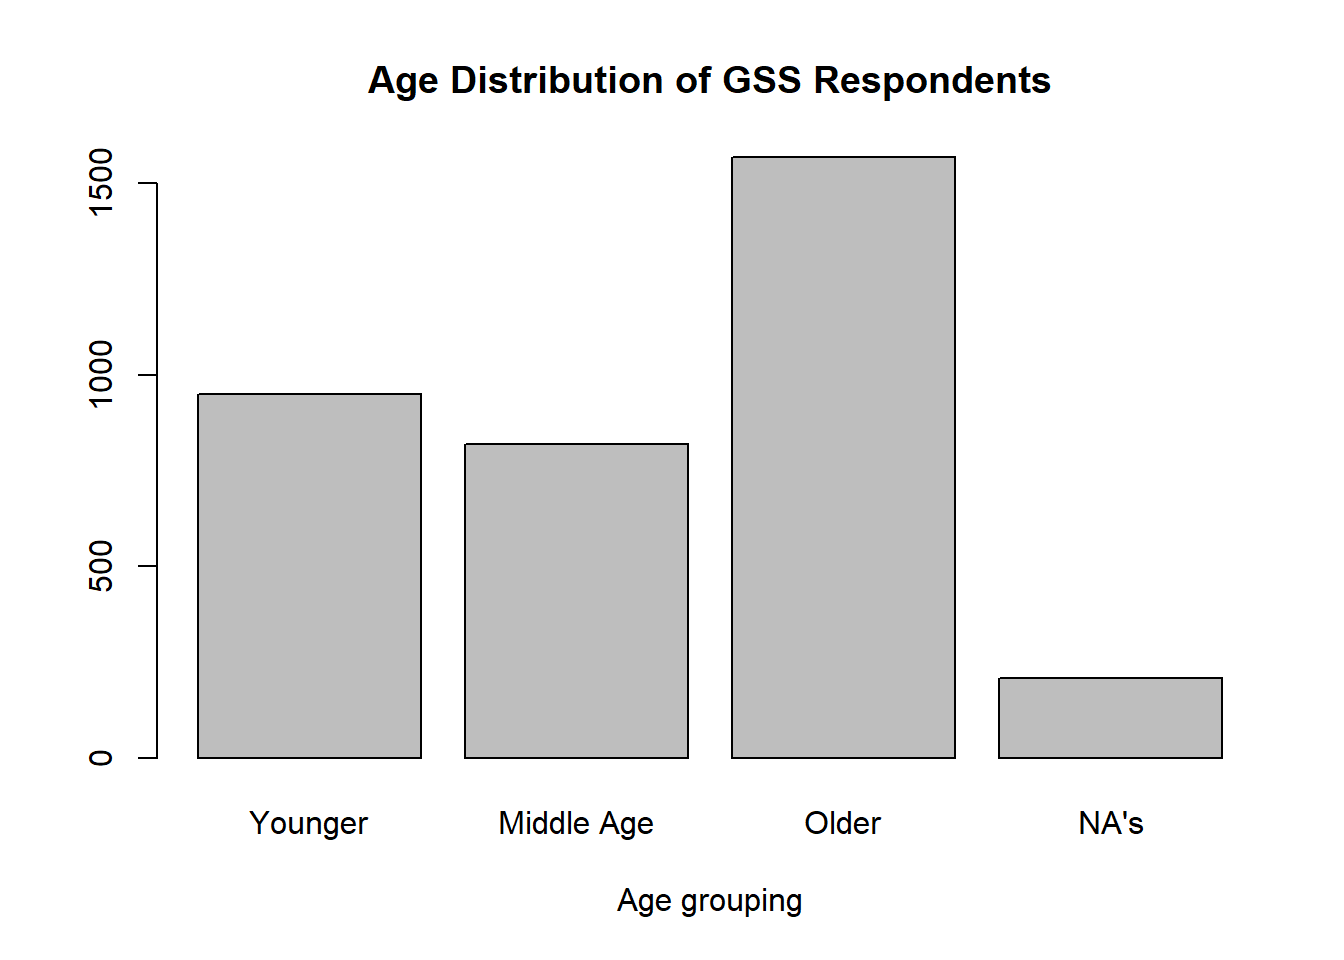 Age Distribution of GSS Respondents
1500
1000
500
0
Younger Middle Age Older NA's
Age grouping